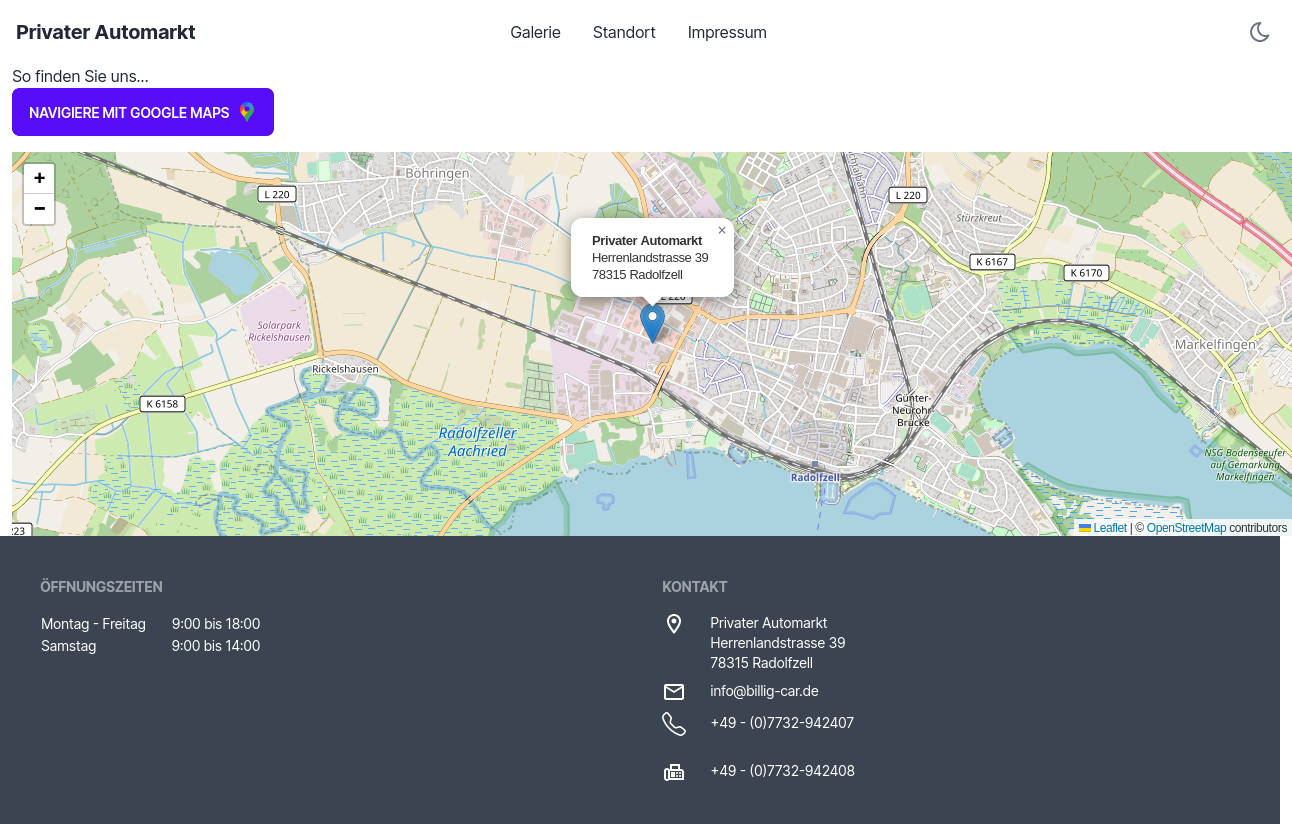 Privater Automarkt
Galerie
Standort
Impressum
So finden Sie uns...
NAVIGIERE MIT GOOGLE MAPS
+
−
L 220
Böhringen
L 220
Stürzkreut
K 6167
K 6170
×
Privater Automarkt
Herrenlandstrasse 39
78315 Radolfzell
Solarpark
Rickelshausen
Rickelshausen
Markelfingen
K 6158
Günter-
Neurohr-
Brücke
Radolfzeller
Aachried
Radolfzell
NSG Bodenseeufer
auf Gemarkung
Markelfingen
Leaflet | © OpenStreetMap contributors
ÖFFNUNGSZEITEN
Montag - Freitag 9:00 bis 18:00
Samstag 9:00 bis 14:00
KONTAKT
Privater Automarkt
Herrenlandstrasse 39
78315 Radolfzell
info@billig-car.de
+49 - (0)7732-942407
+49 - (0)7732-942408